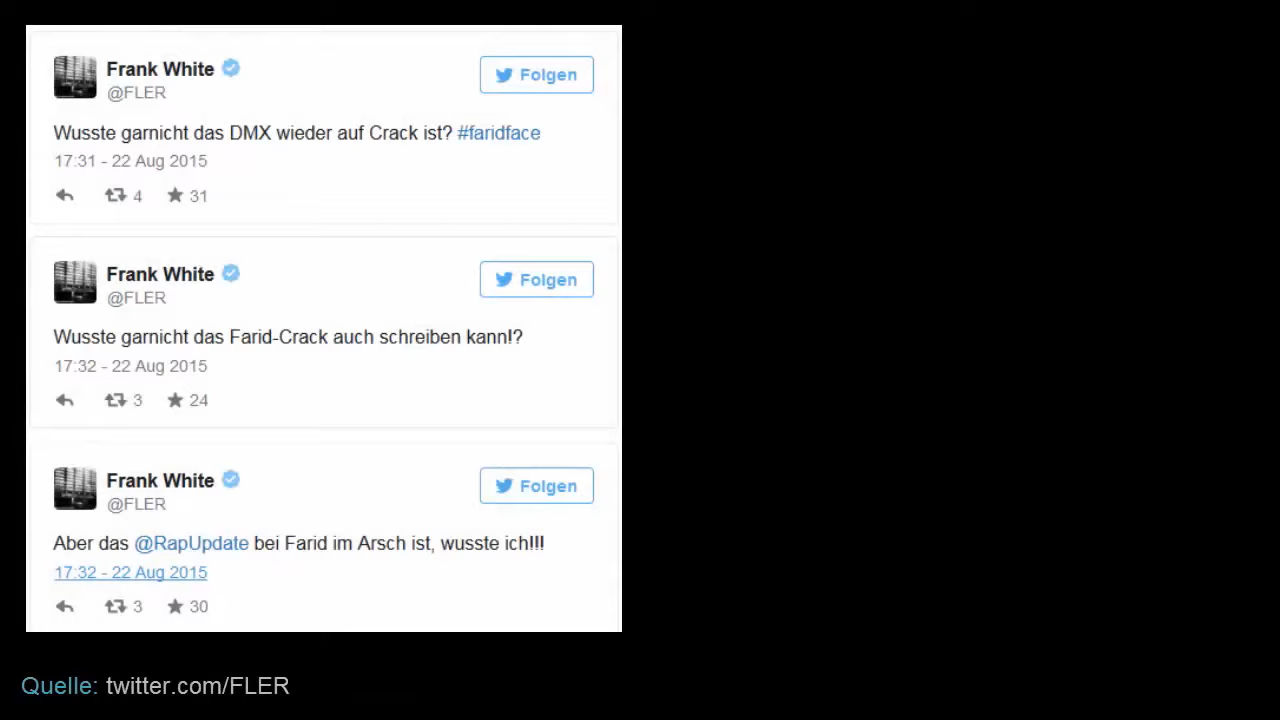 Frank White
@FLER
Folgen
Wusste garnicht das DMX wieder auf Crack ist? #faridface
17:31 - 22 Aug 2015
4 31
Frank White
@FLER
Folgen
Wusste garnicht das Farid-Crack auch schreiben kann!?
17:32 - 22 Aug 2015
3 24
Frank White
@FLER
Folgen
Aber das @RapUpdate bei Farid im Arsch ist, wusste ich!!!
17:32 - 22 Aug 2015
3 30
Quelle: twitter.com/FLER